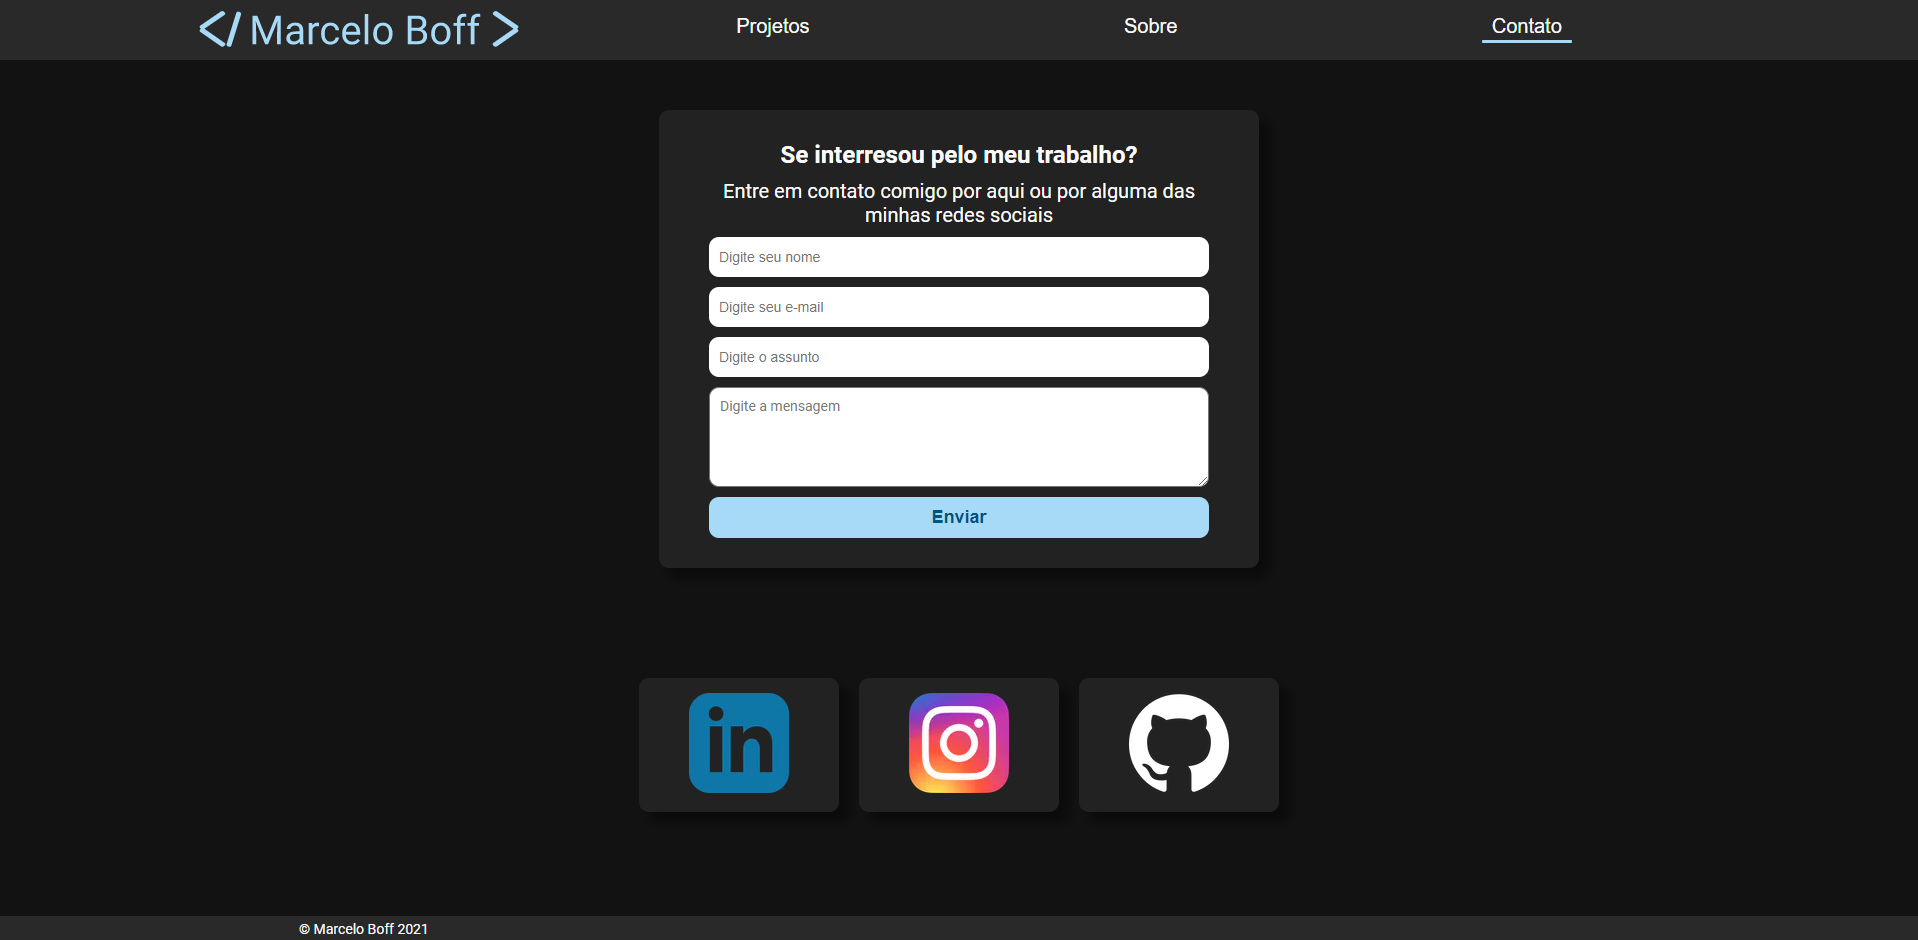 </ Marcelo Boff >
Projetos
Sobre
Contato
Se interresou pelo meu trabalho?
Entre em contato comigo por aqui ou por alguma das
minhas redes sociais
Digite seu nome
Digite seu e-mail
Digite o assunto
Digite a mensagem
Enviar
in
© Marcelo Boff 2021